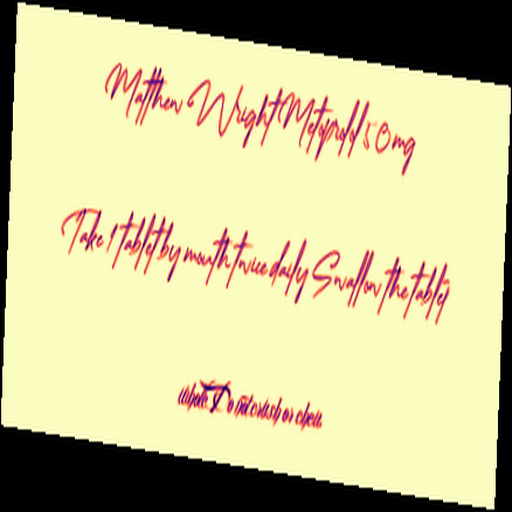 Matthew Wright Metoprolol 50mg
Take 1 tablet by mouth twice daily Swallow the tablet
whole Do not crush or chew